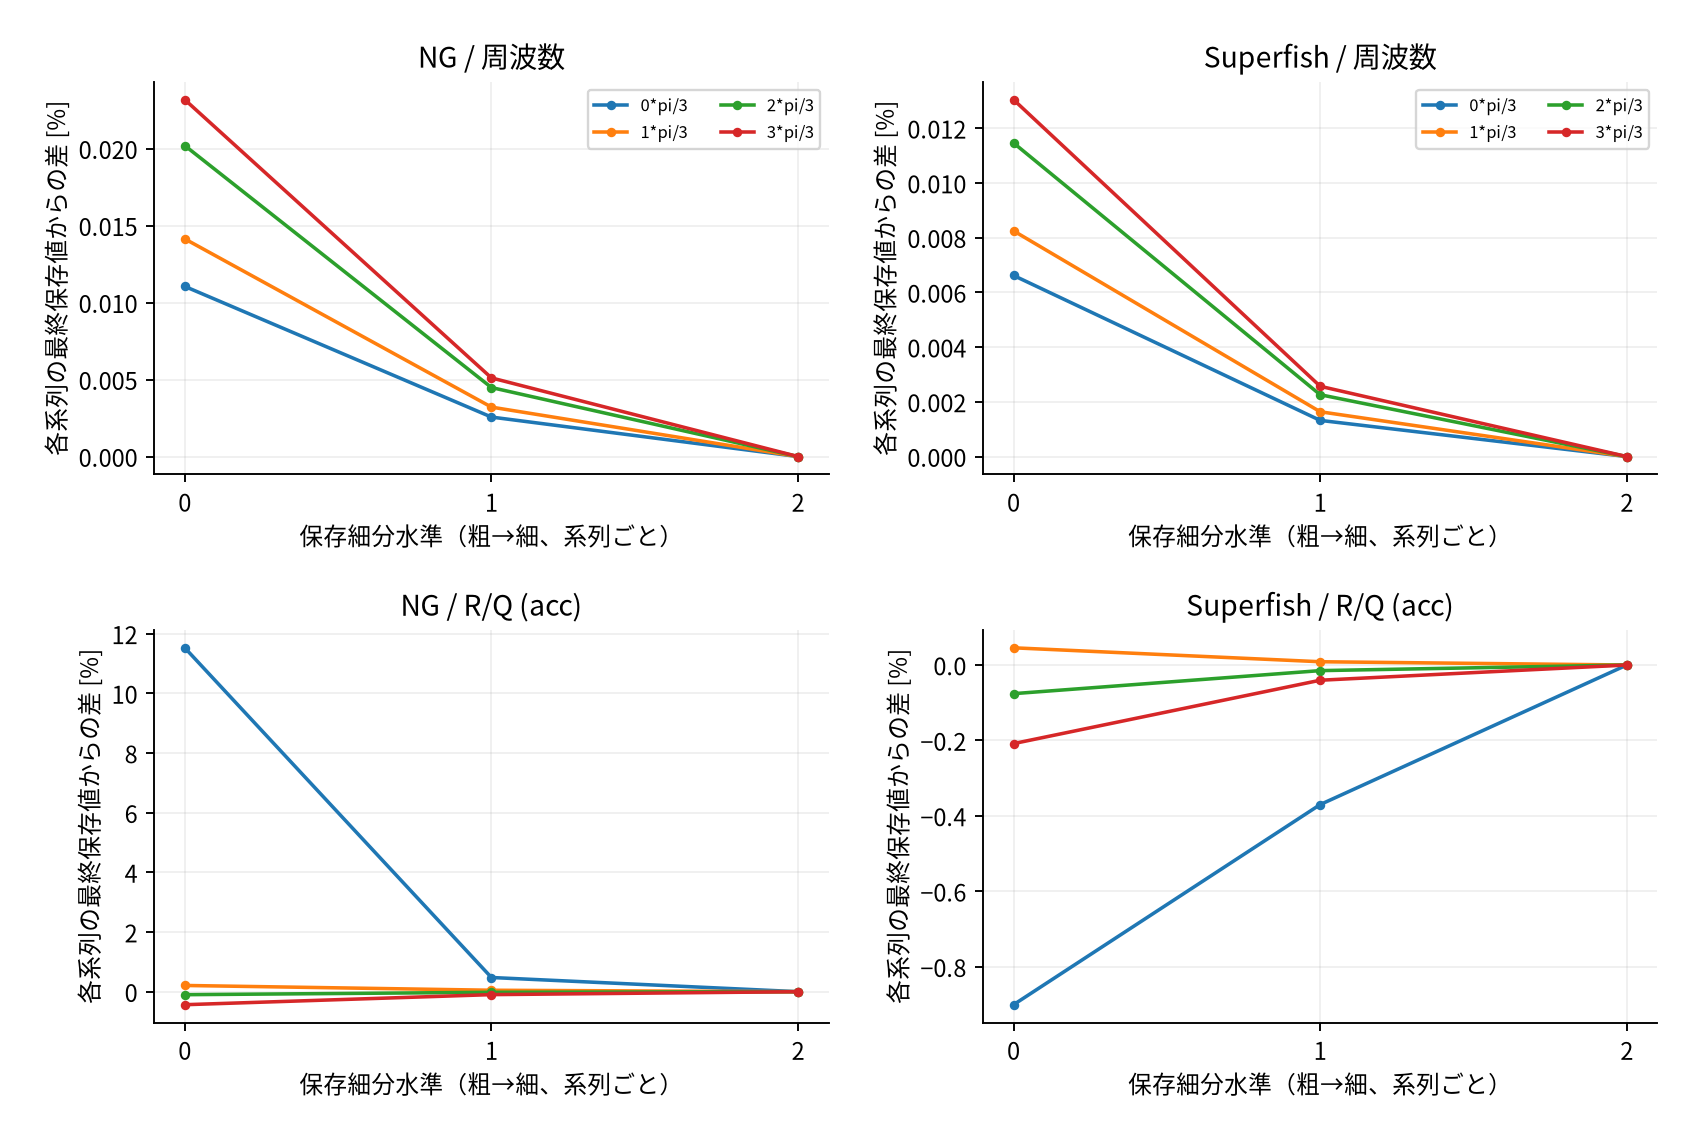 NG / 周波数
各系列の最終保存値からの差 [%]
0.020
0.015
0.010
0.005
0.000
0*pi/3 2*pi/3
1*pi/3 3*pi/3
0 1 2
保存細分水準（粗→細、系列ごと）
Superfish / 周波数
各系列の最終保存値からの差 [%]
0.012
0.010
0.008
0.006
0.004
0.002
0.000
0*pi/3 2*pi/3
1*pi/3 3*pi/3
0 1 2
保存細分水準（粗→細、系列ごと）
NG / R/Q (acc)
各系列の最終保存値からの差 [%]
12
10
8
6
4
2
0
0 1 2
保存細分水準（粗→細、系列ごと）
Superfish / R/Q (acc)
各系列の最終保存値からの差 [%]
0.0
−0.2
−0.4
−0.6
−0.8
0 1 2
保存細分水準（粗→細、系列ごと）